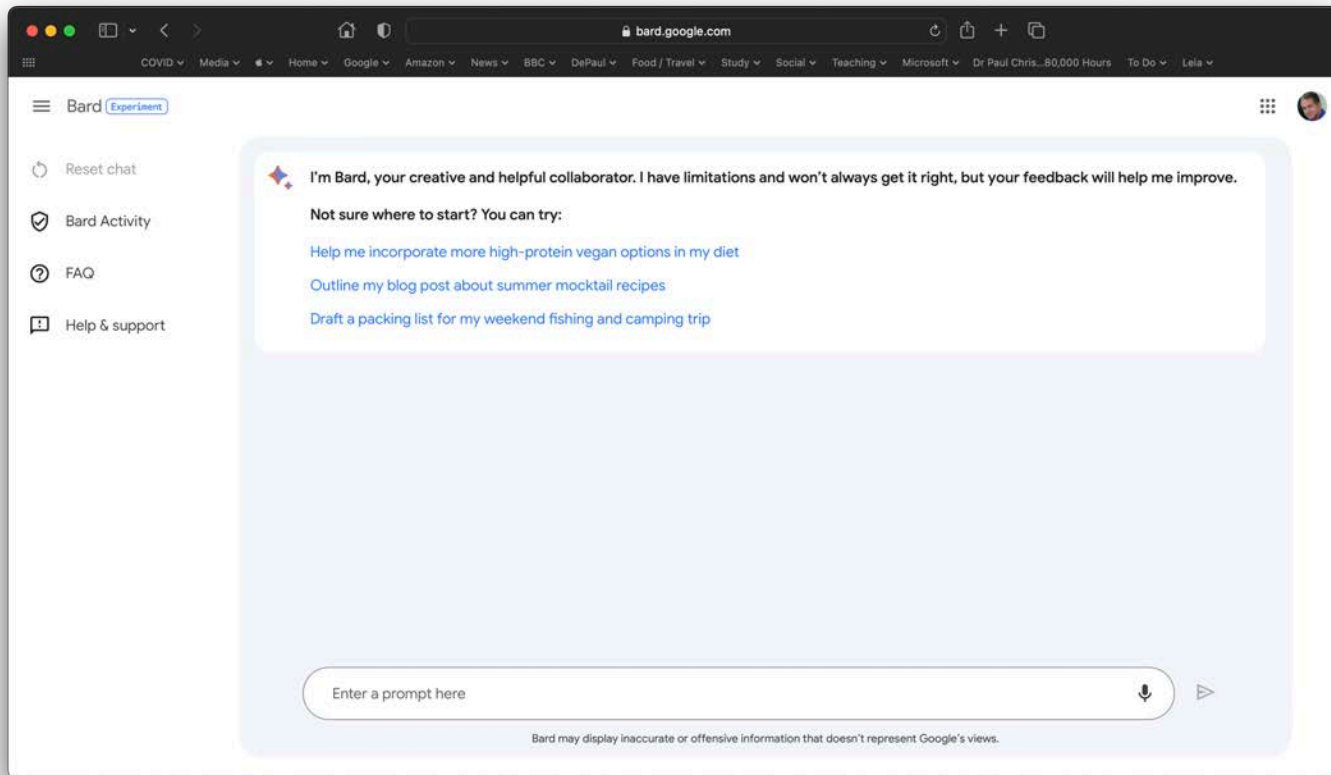 bard.google.com
COVID Media Home Google Amazon News BBC DePaul Food / Travel Study Social Teaching Microsoft Dr Paul Chris...80,000 Hours To Do Leia
Bard Experiment
Reset chat
Bard Activity
FAQ
Help & support
I'm Bard, your creative and helpful collaborator. I have limitations and won't always get it right, but your feedback will help me improve.
Not sure where to start? You can try:
Help me incorporate more high-protein vegan options in my diet
Outline my blog post about summer mocktail recipes
Draft a packing list for my weekend fishing and camping trip
Enter a prompt here
Bard may display inaccurate or offensive information that doesn't represent Google's views.